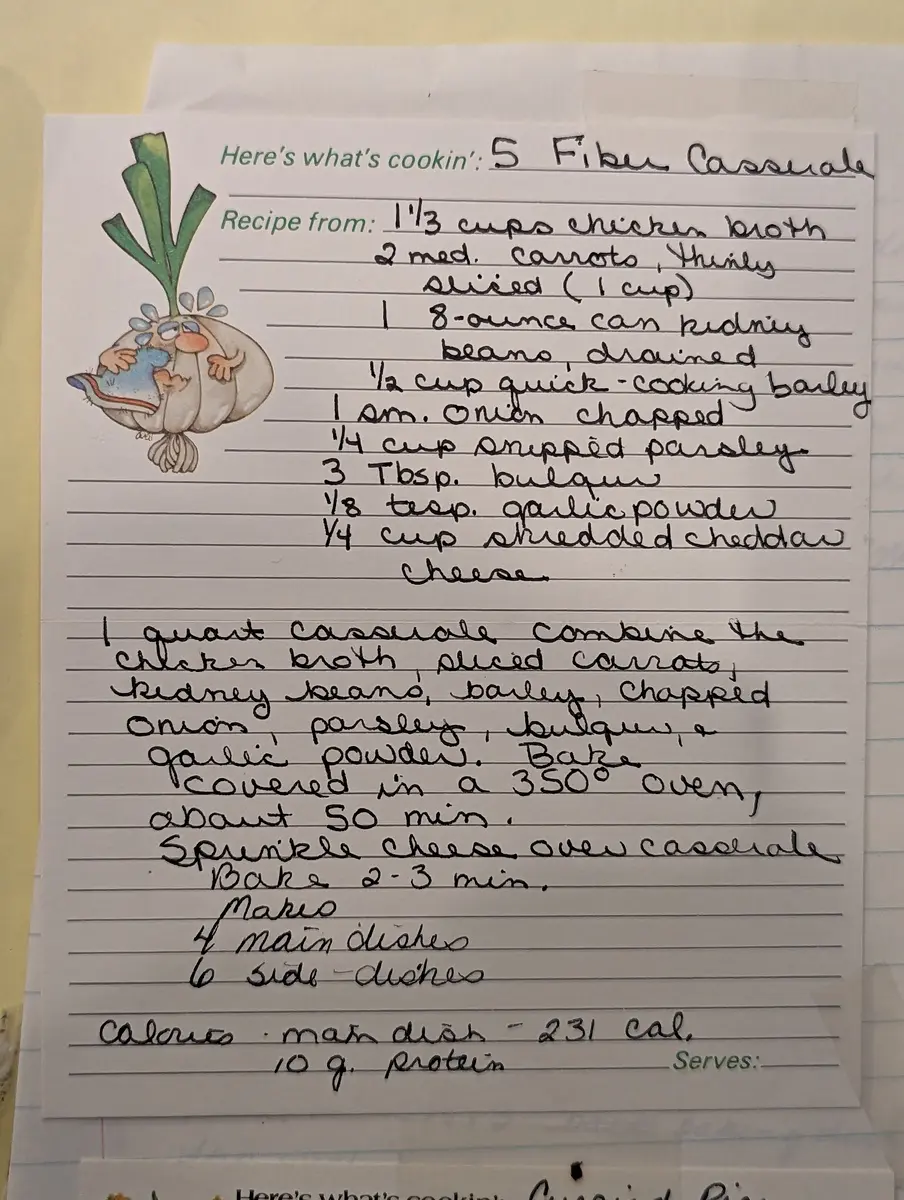 Here's what's cookin': 5 Fiber Casserole
Recipe from: 1 1/3 cups chicken broth
2 med. carrots, thinly
sliced (1 cup)
1 8-ounce can kidney
beans, drained
1/2 cup quick-cooking barley
1 sm. onion chopped
1/4 cup snipped parsley
3 Tbsp. bulgur
1/8 tesp. garlic powder
1/4 cup shredded cheddar
cheese
1 quart casserole combine the
chicken broth, sliced carrots,
kidney beans, barley, chopped
onion, parsley, bulgur, &
garlic powder. Bake
covered in a 350° oven,
about 50 min.
Sprinkle cheese over casserole
Bake 2-3 min.
Makes
4 main dishes
6 side-dishes
Calories - main dish - 231 cal.
10 g. protein
Serves:
Here's what's cookin':